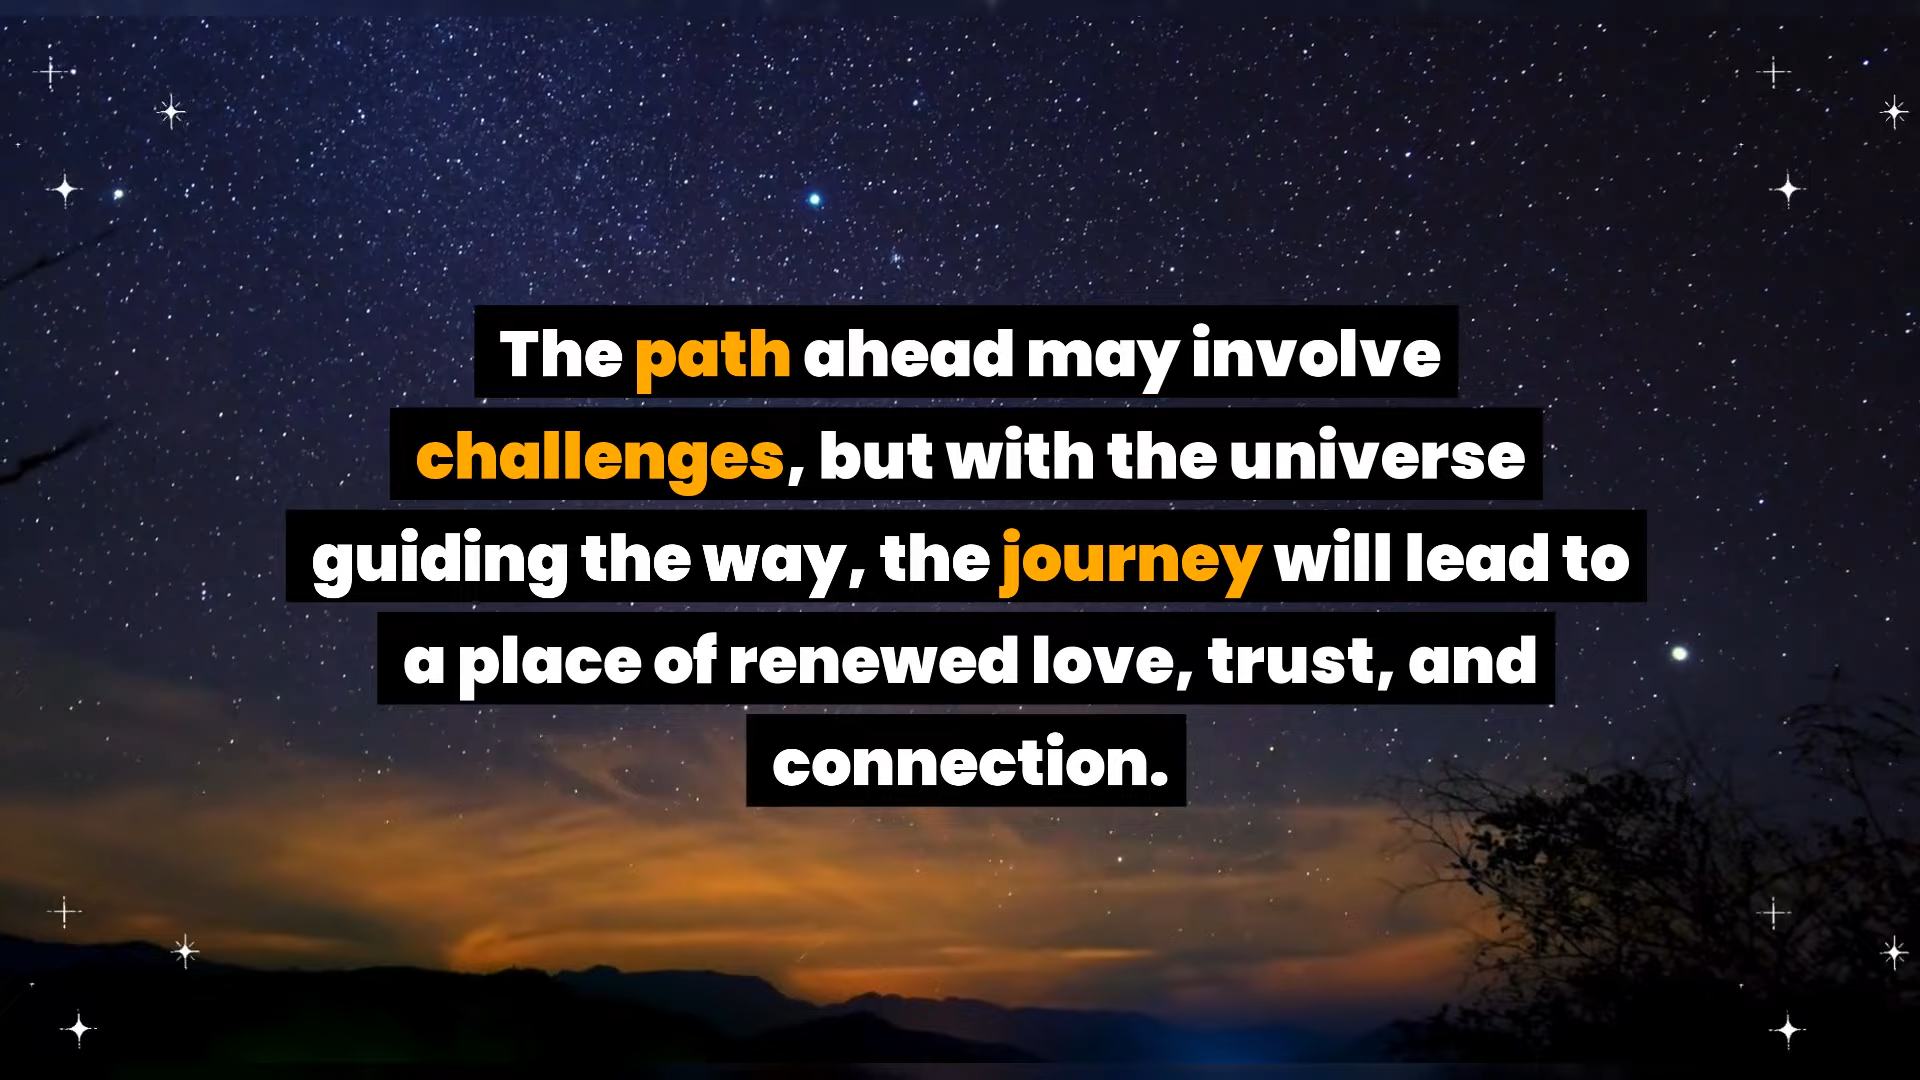 The path ahead may involve
challenges, but with the universe
guiding the way, the journey will lead to
a place of renewed love, trust, and
connection.